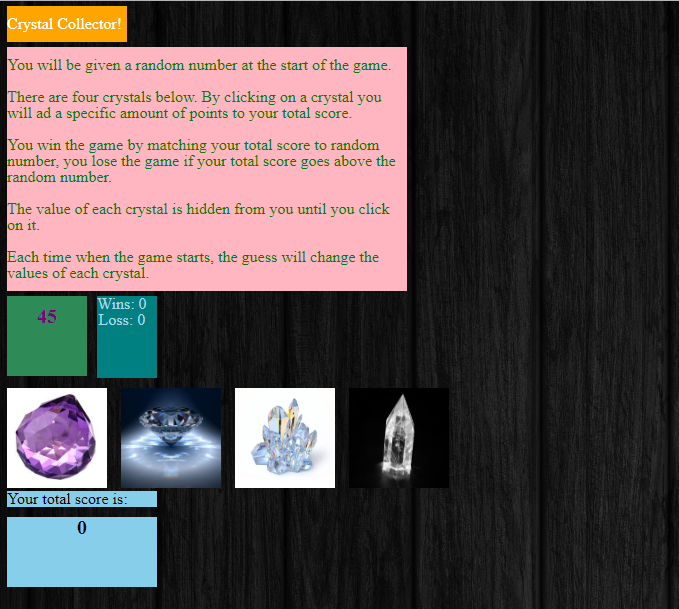 Crystal Collector!
You will be given a random number at the start of the game.
There are four crystals below. By clicking on a crystal you
will ad a specific amount of points to your total score.
You win the game by matching your total score to random
number, you lose the game if your total score goes above the
random number.
The value of each crystal is hidden from you until you click
on it.
Each time when the game starts, the guess will change the
values of each crystal.
45
Wins: 0
Loss: 0
Your total score is:
0